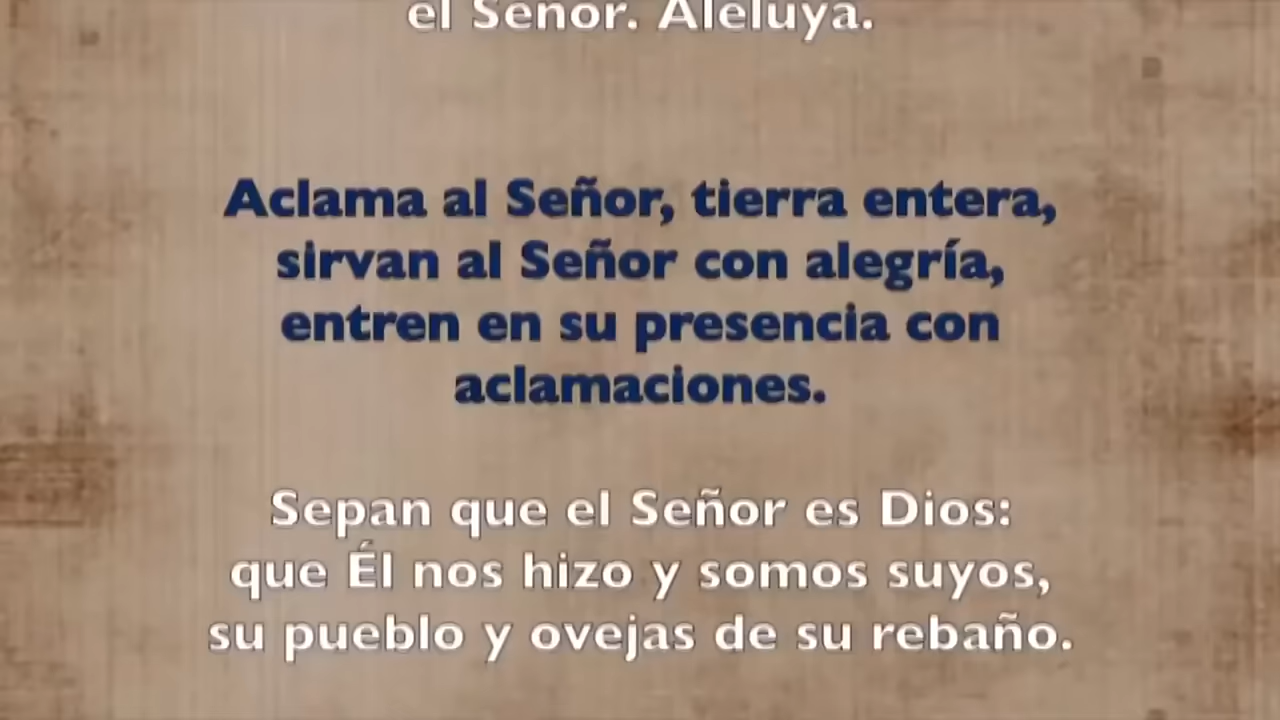 el Señor. Aleluya.
Aclama al Señor, tierra entera,
sirvan al Señor con alegría,
entren en su presencia con
aclamaciones.
Sepan que el Señor es Dios:
que Él nos hizo y somos suyos,
su pueblo y ovejas de su rebaño.